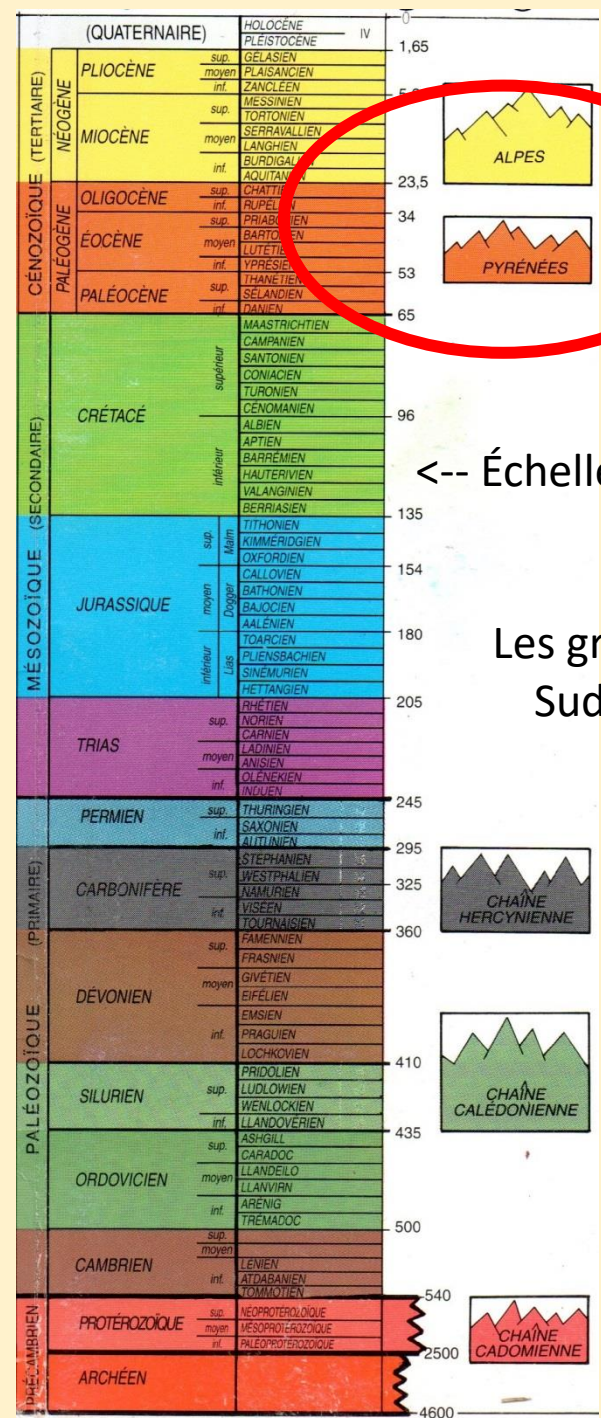 (QUATERNAIRE)
HOLOCÈNE
PLÉISTOCÈNE
IV
0
1,65
CÉNOZOÏQUE (TERTIAIRE)
NÉOGÈNE
PLIOCÈNE
sup. GÉLASIEN
moyen PLAISANCIEN
inf. ZANCLÉEN
MIOCÈNE
sup. MESSINIEN
TORTONIEN
moyen SERRAVALLIEN
LANGHIEN
inf.
23,5
PALÉOGÈNE
OLIGOCÈNE
sup.
inf.
34
ÉOCÈNE
sup.
moyen
inf.
53
PALÉOCÈNE
sup. THANÉTIEN
SÉLANDIEN
inf. DANIEN
65
ALPES
PYRÉNÉES
MÉSOZOÏQUE (SECONDAIRE)
CRÉTACÉ
supérieur
MAASTRICHTIEN
CAMPANIEN
SANTONIEN
CONIACIEN
TURONIEN
CÉNOMANIEN
96
inférieur
ALBIEN
APTIEN
BARRÉMIEN
HAUTERIVIEN
VALANGINIEN
BERRIASIEN
135
<-- Échelle
JURASSIQUE
sup. Malm
TITHONIEN
KIMMÉRIDGIEN
OXFORDIEN
154
moyen Dogger
CALLOVIEN
BATHONIEN
BAJOCIEN
AALÉNIEN
180
inférieur Lias
TOARCIEN
PLIENSBACHIEN
SINÉMURIEN
HETTANGIEN
205
Les gr
Sud
TRIAS
sup. RHÉTIEN
NORIEN
CARNIEN
moyen LADINIEN
ANISIEN
inf. OLÉNEKIEN
INDUEN
245
PALÉOZOÏQUE (PRIMAIRE)
PERMIEN
sup. THURINGIEN
inf. SAXONIEN
AUTUNIEN
295
CARBONIFÈRE
sup. STÉPHANIEN
WESTPHALIEN
NAMURIEN
325
inf. VISÉEN
TOURNAISIEN
360
CHAÎNE
HERCYNIENNE
DÉVONIEN
sup. FAMENNIEN
FRASNIEN
moyen GIVÉTIEN
EIFÉLIEN
inf. EMSIEN
PRAGUIEN
LOCHKOVIEN
410
SILURIEN
sup. PRIDOLIEN
LUDLOWIEN
WENLOCKIEN
inf. LLANDOVÉRIEN
435
CHAÎNE
CALÉDONIENNE
ORDOVICIEN
sup. ASHGILL
CARADOC
moyen LLANDEILO
LLANVIRN
inf. ARÉNIG
TRÉMADOC
500
CAMBRIEN
sup.
moyen
inf. LÉNIEN
ATDABANIEN
TOMMOTIEN
540
PRÉCAMBRIEN
PROTÉROZOÏQUE
sup. NÉOPROTÉROZOÏQUE
moyen MÉSOPROTÉROZOÏQUE
inf. PALÉOPROTÉROZOÏQUE
2500
CHAÎNE
CADOMIENNE
ARCHÉEN
4600